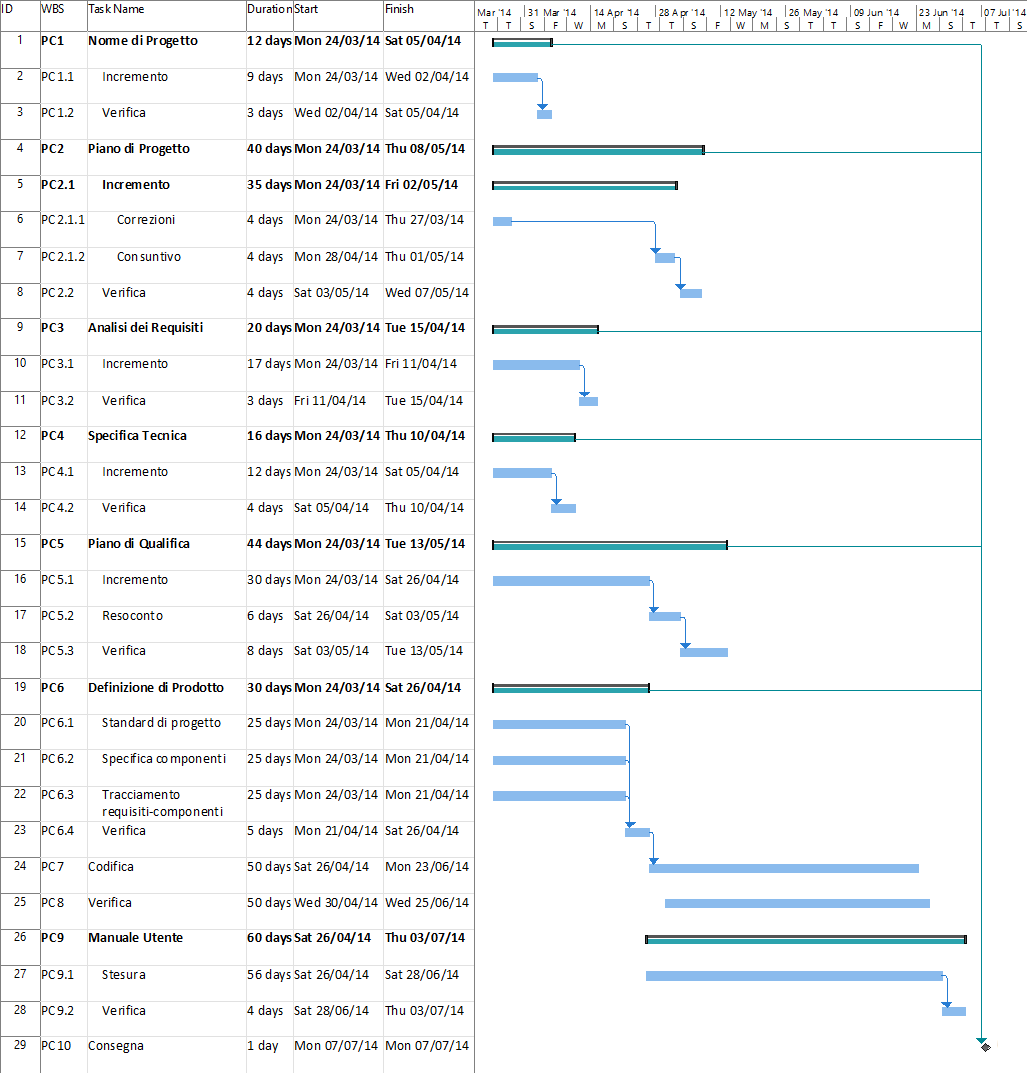 ID WBS Task Name Duration Start Finish Mar '14 31 Mar '14 14 Apr '14 28 Apr '14 12 May '14 26 May '14 09 Jun '14 23 Jun '14 07 Jul '14
T T S F W M S T S F W M S T T S F W M S T T S
1 PC1 Norme di Progetto 12 days Mon 24/03/14 Sat 05/04/14
2 PC1.1 Incremento 9 days Mon 24/03/14 Wed 02/04/14
3 PC1.2 Verifica 3 days Wed 02/04/14 Sat 05/04/14
4 PC2 Piano di Progetto 40 days Mon 24/03/14 Thu 08/05/14
5 PC2.1 Incremento 35 days Mon 24/03/14 Fri 02/05/14
6 PC2.1.1 Correzioni 4 days Mon 24/03/14 Thu 27/03/14
7 PC2.1.2 Consuntivo 4 days Mon 28/04/14 Thu 01/05/14
8 PC2.2 Verifica 4 days Sat 03/05/14 Wed 07/05/14
9 PC3 Analisi dei Requisiti 20 days Mon 24/03/14 Tue 15/04/14
10 PC3.1 Incremento 17 days Mon 24/03/14 Fri 11/04/14
11 PC3.2 Verifica 3 days Fri 11/04/14 Tue 15/04/14
12 PC4 Specifica Tecnica 16 days Mon 24/03/14 Thu 10/04/14
13 PC4.1 Incremento 12 days Mon 24/03/14 Sat 05/04/14
14 PC4.2 Verifica 4 days Sat 05/04/14 Thu 10/04/14
15 PC5 Piano di Qualifica 44 days Mon 24/03/14 Tue 13/05/14
16 PC5.1 Incremento 30 days Mon 24/03/14 Sat 26/04/14
17 PC5.2 Resoconto 6 days Sat 26/04/14 Sat 03/05/14
18 PC5.3 Verifica 8 days Sat 03/05/14 Tue 13/05/14
19 PC6 Definizione di Prodotto 30 days Mon 24/03/14 Sat 26/04/14
20 PC6.1 Standard di progetto 25 days Mon 24/03/14 Mon 21/04/14
21 PC6.2 Specifica componenti 25 days Mon 24/03/14 Mon 21/04/14
22 PC6.3 Tracciamento 25 days Mon 24/03/14 Mon 21/04/14
requisiti-componenti
23 PC6.4 Verifica 5 days Mon 21/04/14 Sat 26/04/14
24 PC7 Codifica 50 days Sat 26/04/14 Mon 23/06/14
25 PC8 Verifica 50 days Wed 30/04/14 Wed 25/06/14
26 PC9 Manuale Utente 60 days Sat 26/04/14 Thu 03/07/14
27 PC9.1 Stesura 56 days Sat 26/04/14 Sat 28/06/14
28 PC9.2 Verifica 4 days Sat 28/06/14 Thu 03/07/14
29 PC10 Consegna 1 day Mon 07/07/14 Mon 07/07/14